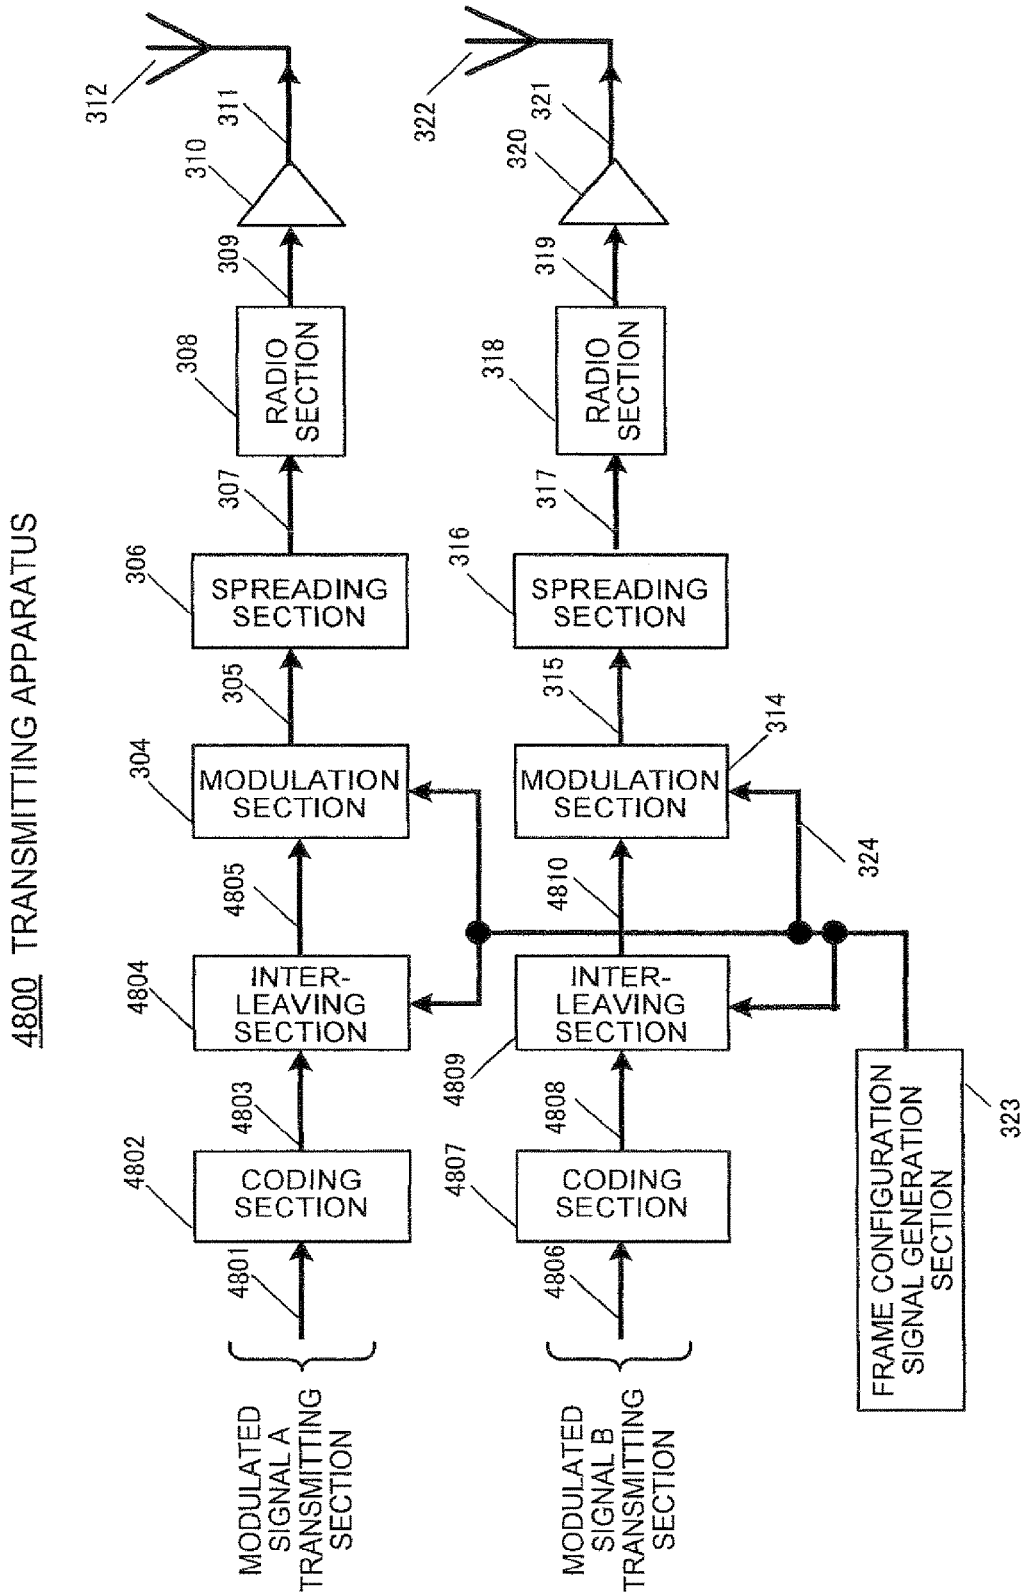 4800 TRANSMITTING APPARATUS
MODULATED
SIGNAL A
TRANSMITTING
SECTION
4801
4802
CODING
SECTION
4803
4804
INTER-
LEAVING
SECTION
4805
304
MODULATION
SECTION
305
306
SPREADING
SECTION
307
308
RADIO
SECTION
309
310
311
312
MODULATED
SIGNAL B
TRANSMITTING
SECTION
4806
4807
CODING
SECTION
4808
4809
INTER-
LEAVING
SECTION
4810
MODULATION
SECTION
314
315
316
SPREADING
SECTION
317
318
RADIO
SECTION
319
320
321
322
324
FRAME CONFIGURATION
SIGNAL GENERATION
SECTION
323